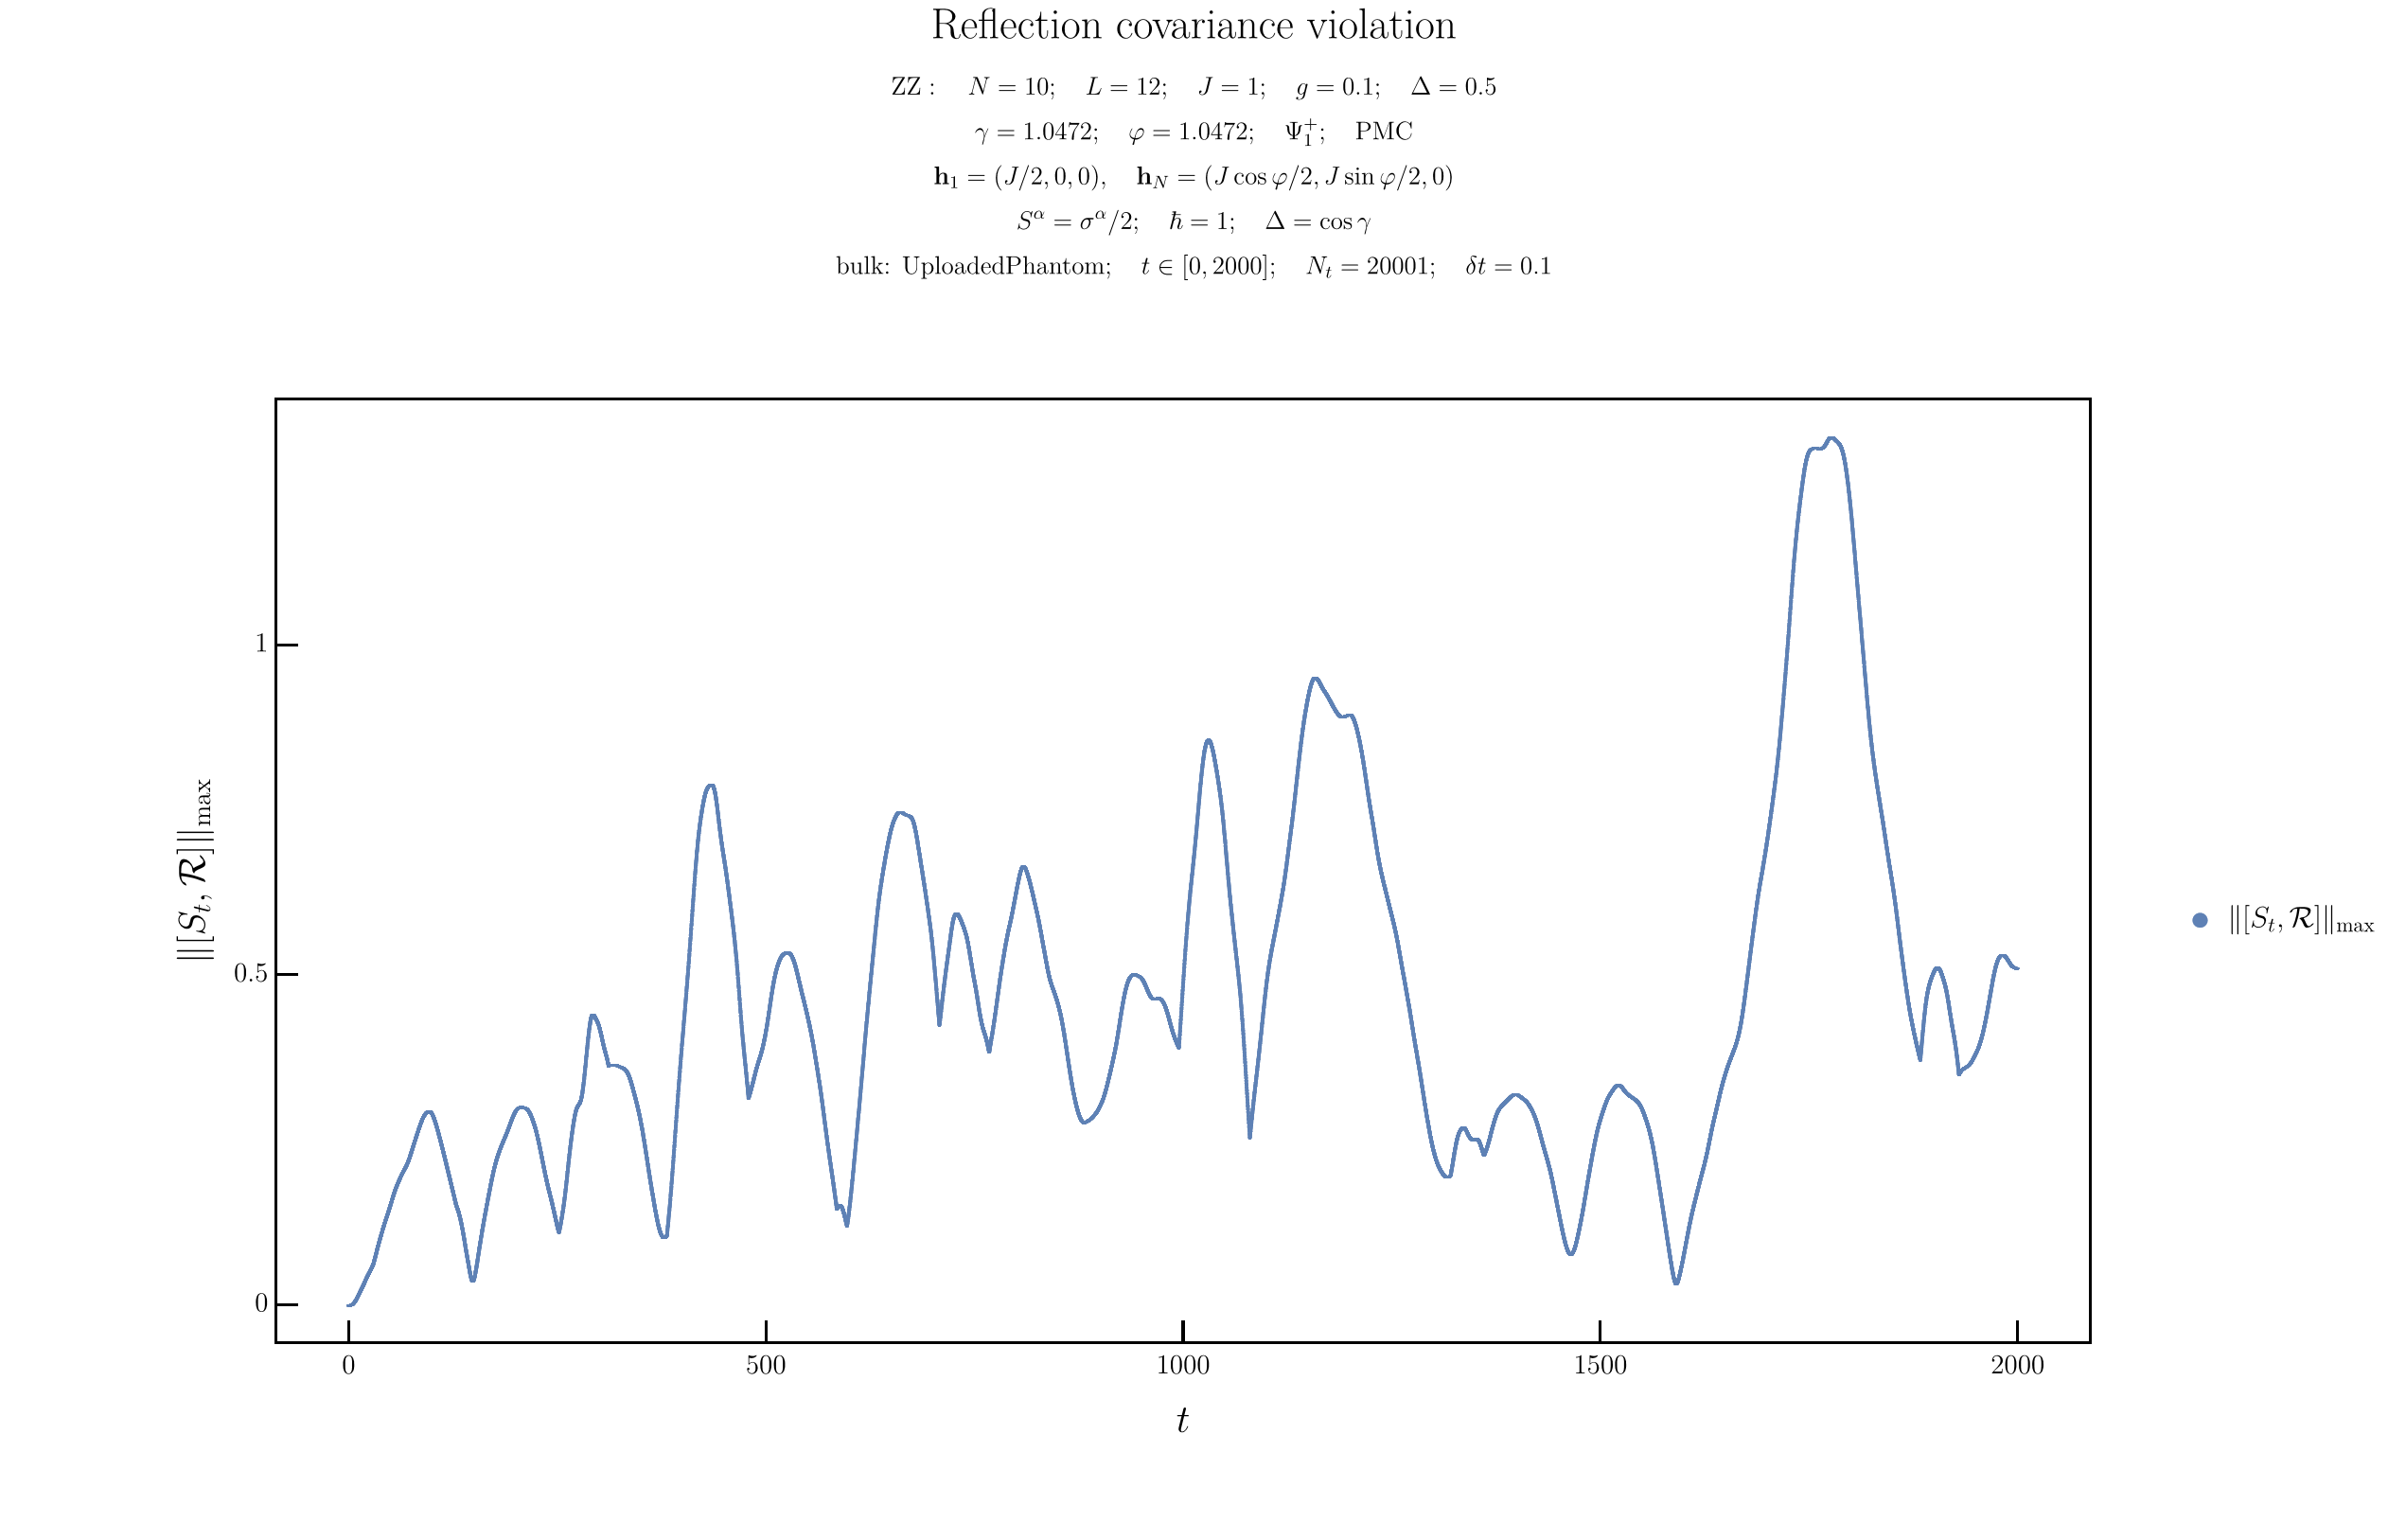 Reflection covariance violation
ZZ : N = 10; L = 12; J = 1; g = 0.1; Δ = 0.5
γ = 1.0472; φ = 1.0472; Ψ₁⁺; PMC
h₁ = (J/2, 0, 0), h_N = (J cos φ/2, J sin φ/2, 0)
S^α = σ^α/2; ħ = 1; Δ = cos γ
bulk: UploadedPhantom; t ∈ [0, 2000]; N_t = 20001; δt = 0.1
‖[S_t, ℛ]‖_max
1
0.5
0
0 500 1000 1500 2000
t
‖[S_t, ℛ]‖_max